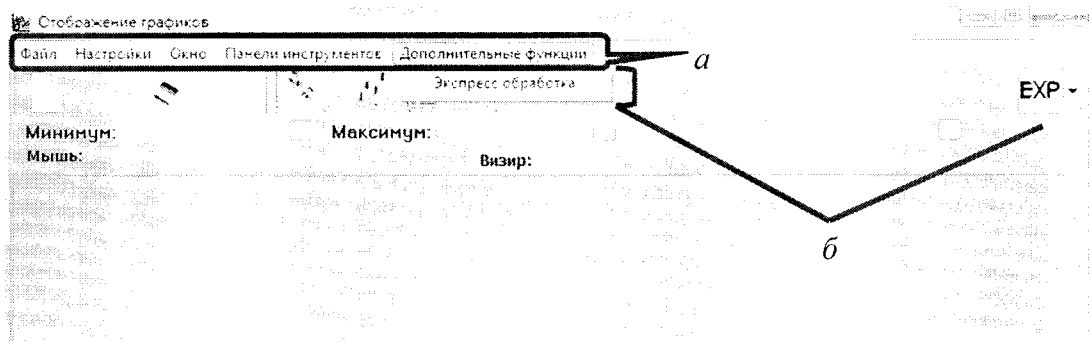 Отображение графиков
Файл Настройки Окно Панели инструментов Дополнительные функции
а
Экспресс обработка
EXP
Минимум: Максимум:
Мышь: Визир:
б